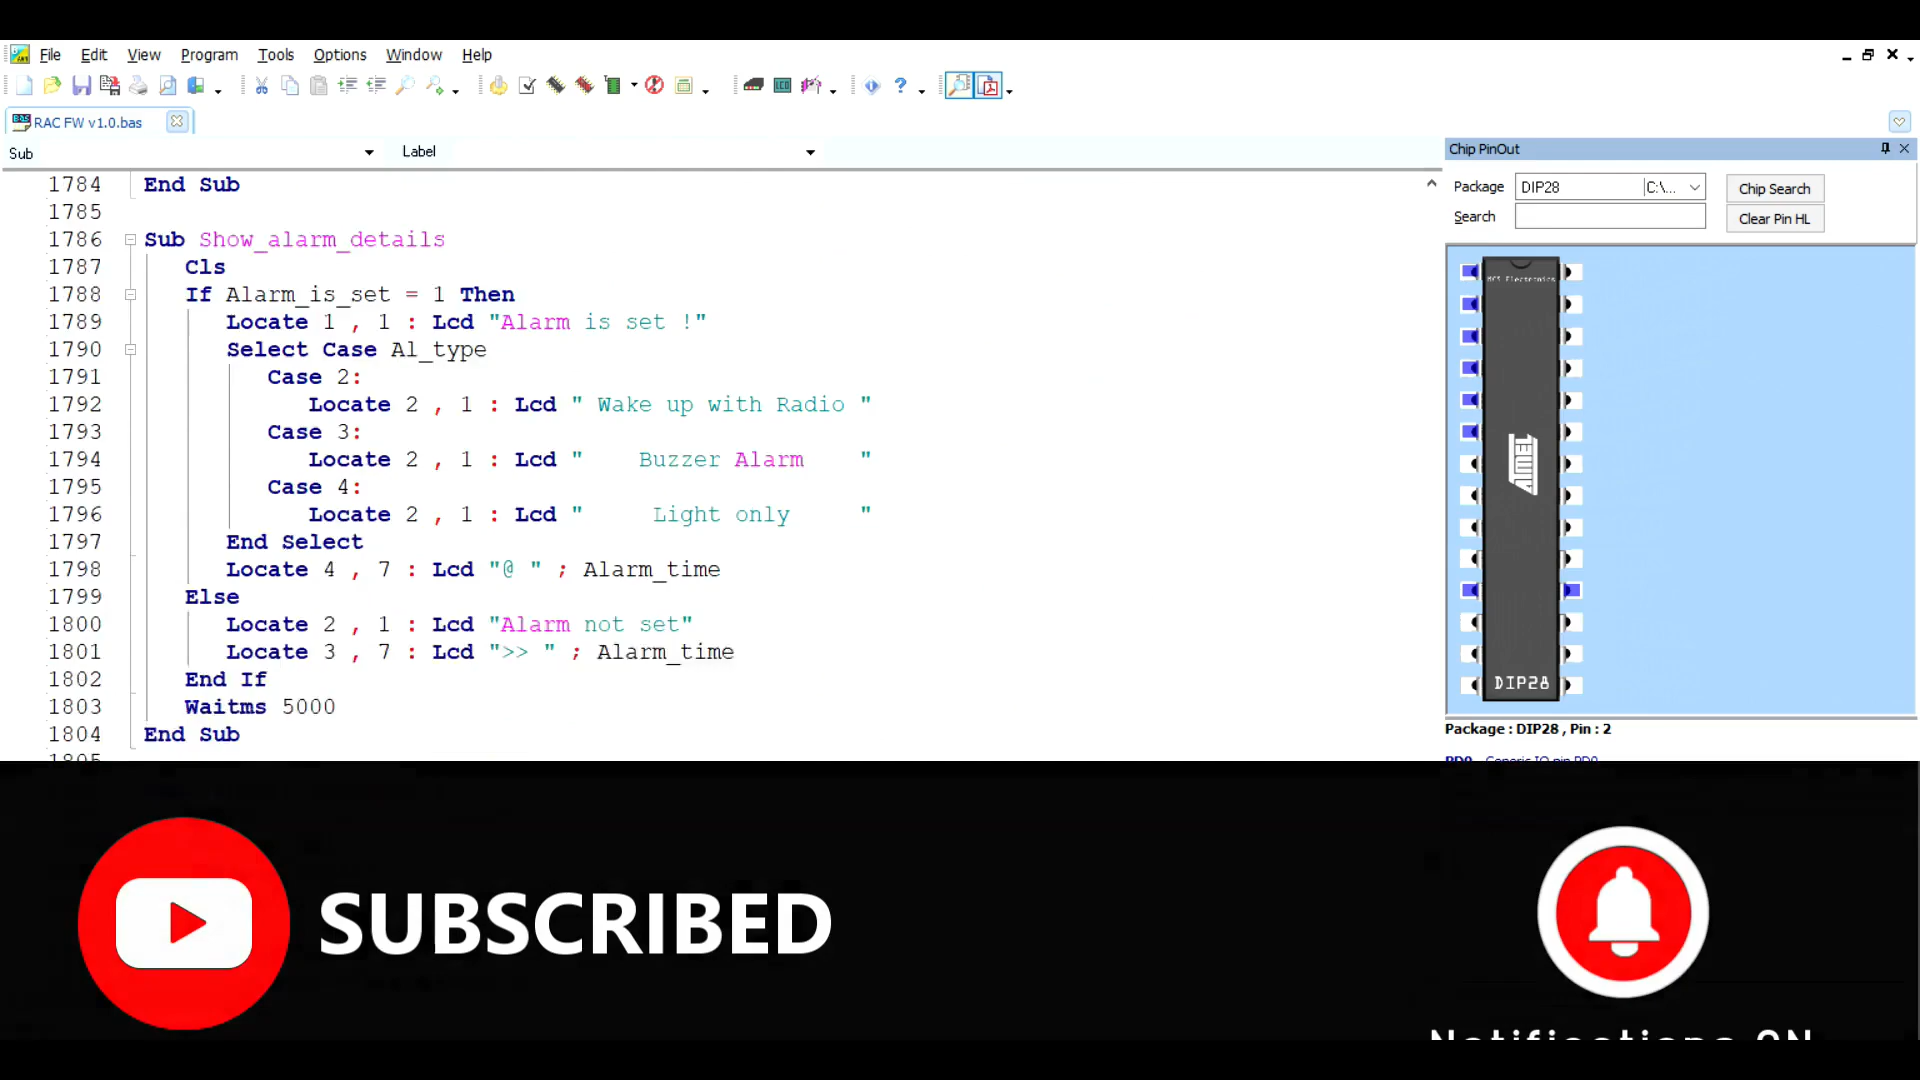 File Edit View Program Tools Options Window Help
RAC FW v1.0.bas
Sub Label
1784 End Sub
1785
1786 Sub Show_alarm_details
1787 Cls
1788 If Alarm_is_set = 1 Then
1789 Locate 1 , 1 : Lcd "Alarm is set !"
1790 Select Case Al_type
1791 Case 2:
1792 Locate 2 , 1 : Lcd " Wake up with Radio "
1793 Case 3:
1794 Locate 2 , 1 : Lcd "    Buzzer Alarm    "
1795 Case 4:
1796 Locate 2 , 1 : Lcd "     Light only     "
1797 End Select
1798 Locate 4 , 7 : Lcd "@ " ; Alarm_time
1799 Else
1800 Locate 2 , 1 : Lcd "Alarm not set"
1801 Locate 3 , 7 : Lcd ">> " ; Alarm_time
1802 End If
1803 Waitms 5000
1804 End Sub
Chip PinOut
Package DIP28 C:\... Chip Search
Search Clear Pin HL
MCS Electronics
ATMEL
DIP28
Package : DIP28 , Pin : 2
SUBSCRIBED
Notifications ON